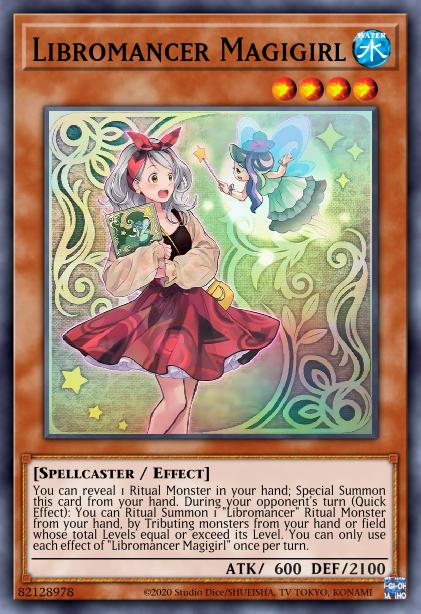 LIBROMANCER MAGIGIRL
WATER
水
[SPELLCASTER / EFFECT]
You can reveal 1 Ritual Monster in your hand; Special Summon
this card from your hand. During your opponent's turn (Quick
Effect): You can Ritual Summon 1 "Libromancer" Ritual Monster
from your hand, by Tributing monsters from your hand or field
whose total Levels equal or exceed its Level. You can only use
each effect of "Libromancer Magigirl" once per turn.
ATK/ 600 DEF/2100
82128978
©2020 Studio Dice/SHUEISHA, TV TOKYO, KONAMI